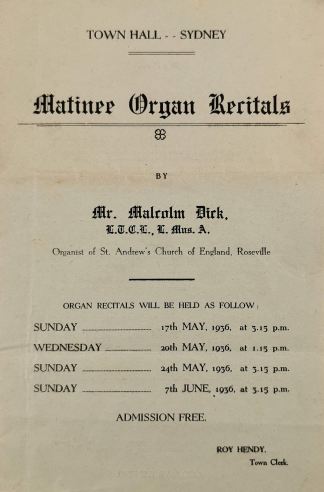 TOWN HALL - - SYDNEY
Matinee Organ Recitals
BY
Mr. Malcolm Dick,
L.T.C.L., L. Mus. A.
Organist of St. Andrew's Church of England, Roseville
ORGAN RECITALS WILL BE HELD AS FOLLOW:
SUNDAY 17th MAY, 1936, at 3.15 p.m.
WEDNESDAY 20th MAY, 1936, at 1.15 p.m.
SUNDAY 24th MAY, 1936, at 3.15 p.m.
SUNDAY 7th JUNE, 1936, at 3.15 p.m.
ADMISSION FREE.
ROY HENDY,
Town Clerk.